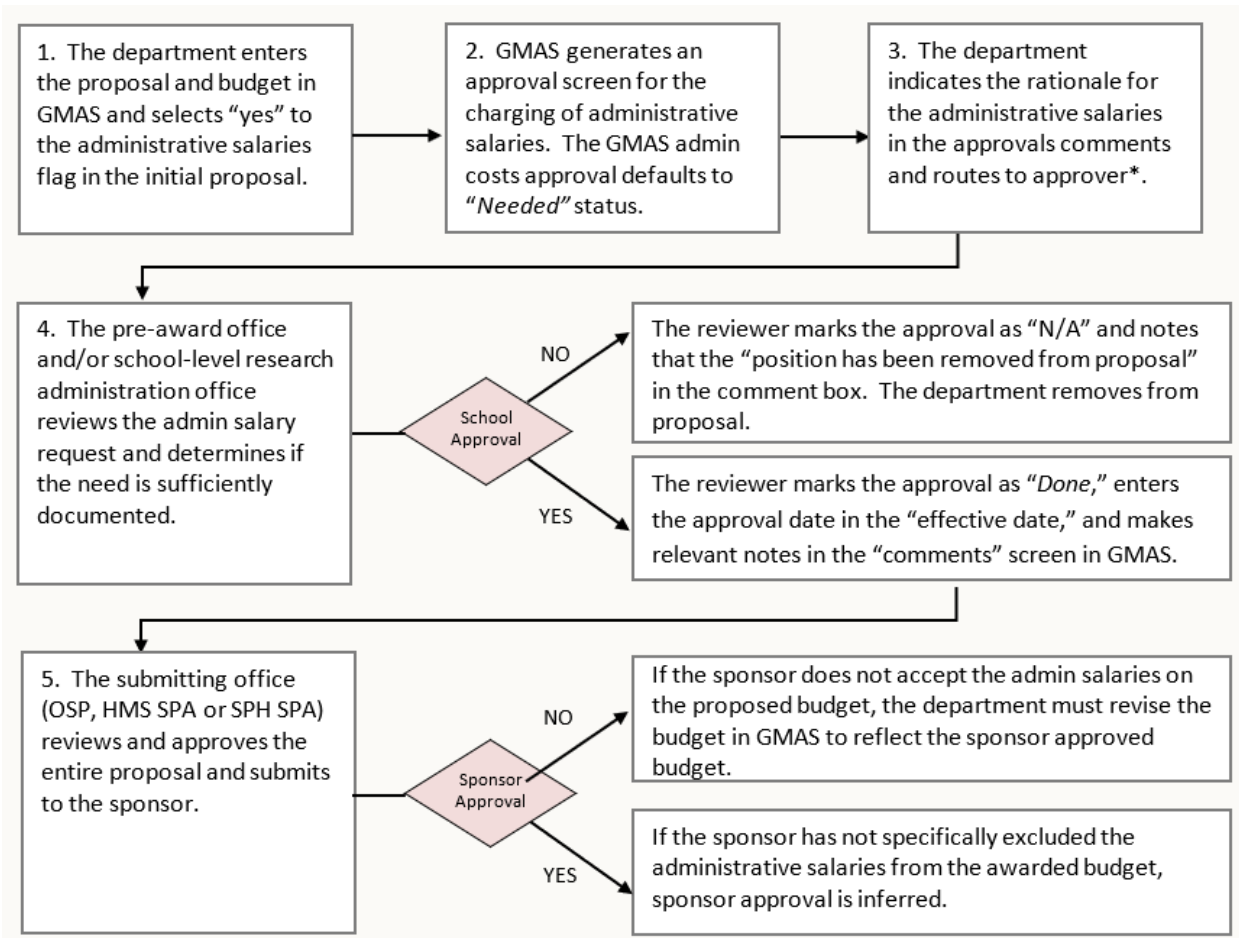 1.  The department enters
the proposal and budget in
GMAS and selects “yes” to
the administrative salaries
flag in the initial proposal.
2.  GMAS generates an
approval screen for the
charging of administrative
salaries.  The GMAS admin
costs approval defaults to
“Needed” status.
3.  The department
indicates the rationale for
the administrative salaries
in the approvals comments
and routes to approver*.
4.  The pre-award office
and/or school-level research
administration office
reviews the admin salary
request and determines if
the need is sufficiently
documented.
School
Approval
NO
The reviewer marks the approval as “N/A” and notes
that the “position has been removed from proposal”
in the comment box.  The department removes from
proposal.
YES
The reviewer marks the approval as “Done,” enters
the approval date in the “effective date,” and makes
relevant notes in the “comments” screen in GMAS.
5.  The submitting office
(OSP, HMS SPA or SPH SPA)
reviews and approves the
entire proposal and submits
to the sponsor.
Sponsor
Approval
NO
If the sponsor does not accept the admin salaries on
the proposed budget, the department must revise the
budget in GMAS to reflect the sponsor approved
budget.
YES
If the sponsor has not specifically excluded the
administrative salaries from the awarded budget,
sponsor approval is inferred.